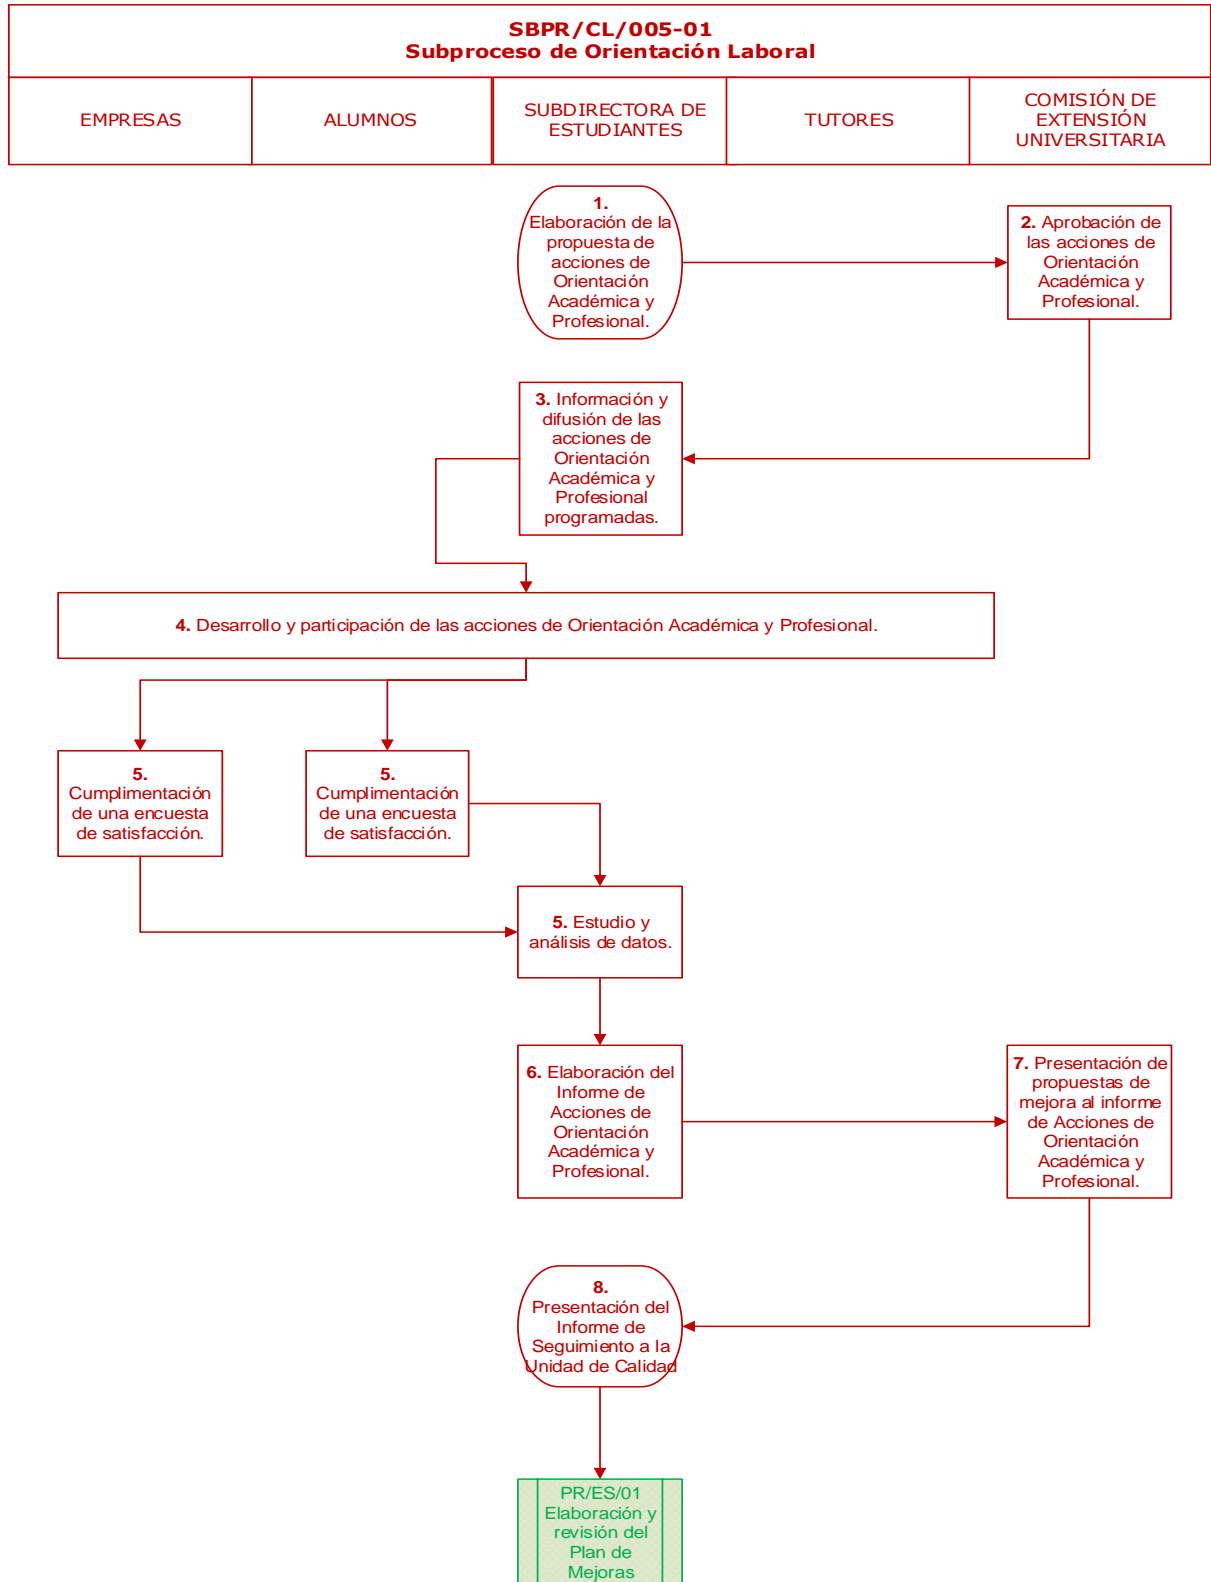 SBPR/CL/005-01
Subproceso de Orientación Laboral
EMPRESAS
ALUMNOS
SUBDIRECTORA DE
ESTUDIANTES
TUTORES
COMISIÓN DE
EXTENSIÓN
UNIVERSITARIA
1.
Elaboración de la
propuesta de
acciones de
Orientación
Académica y
Profesional.
2. Aprobación de
las acciones de
Orientación
Académica y
Profesional.
3. Información y
difusión de las
acciones de
Orientación
Académica y
Profesional
programadas.
4. Desarrollo y participación de las acciones de Orientación Académica y Profesional.
5.
Cumplimentación
de una encuesta
de satisfacción.
5.
Cumplimentación
de una encuesta
de satisfacción.
5. Estudio y
análisis de datos.
6. Elaboración del
Informe de
Acciones de
Orientación
Académica y
Profesional.
7. Presentación de
propuestas de
mejora al informe
de Acciones de
Orientación
Académica y
Profesional.
8.
Presentación del
Informe de
Seguimiento a la
Unidad de Calidad
PR/ES/01
Elaboración y
revisión del
Plan de
Mejoras